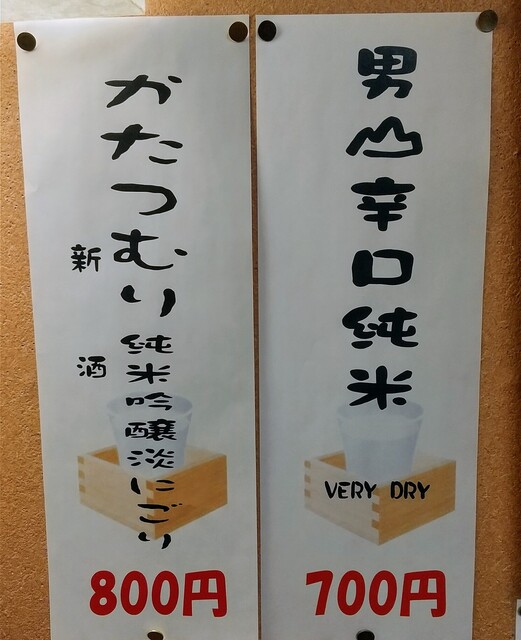 男山辛口純米
VERY DRY
700円
かたつむり
純米吟醸淡にごり
新酒
800円